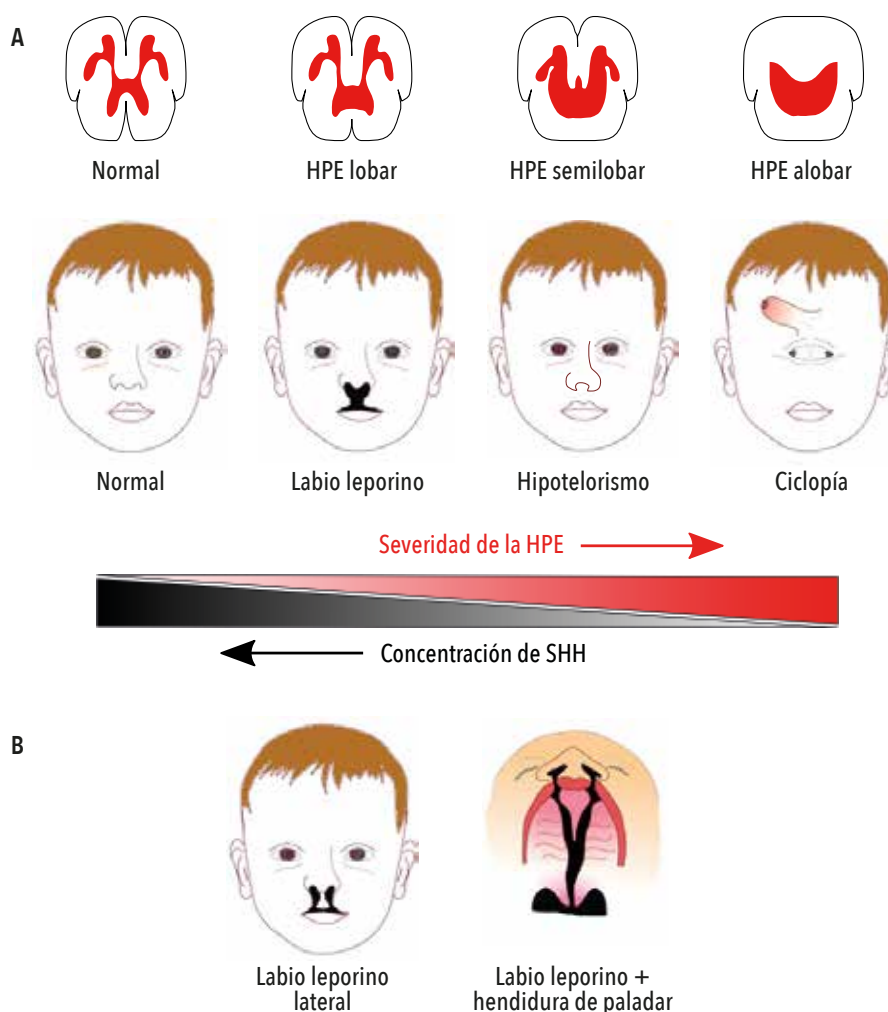 A
Normal
HPE lobar
HPE semilobar
HPE alobar
Normal
Labio leporino
Hipotelorismo
Ciclopía
Severidad de la HPE
Concentración de SHH
B
Labio leporino
lateral
Labio leporino +
hendidura de paladar